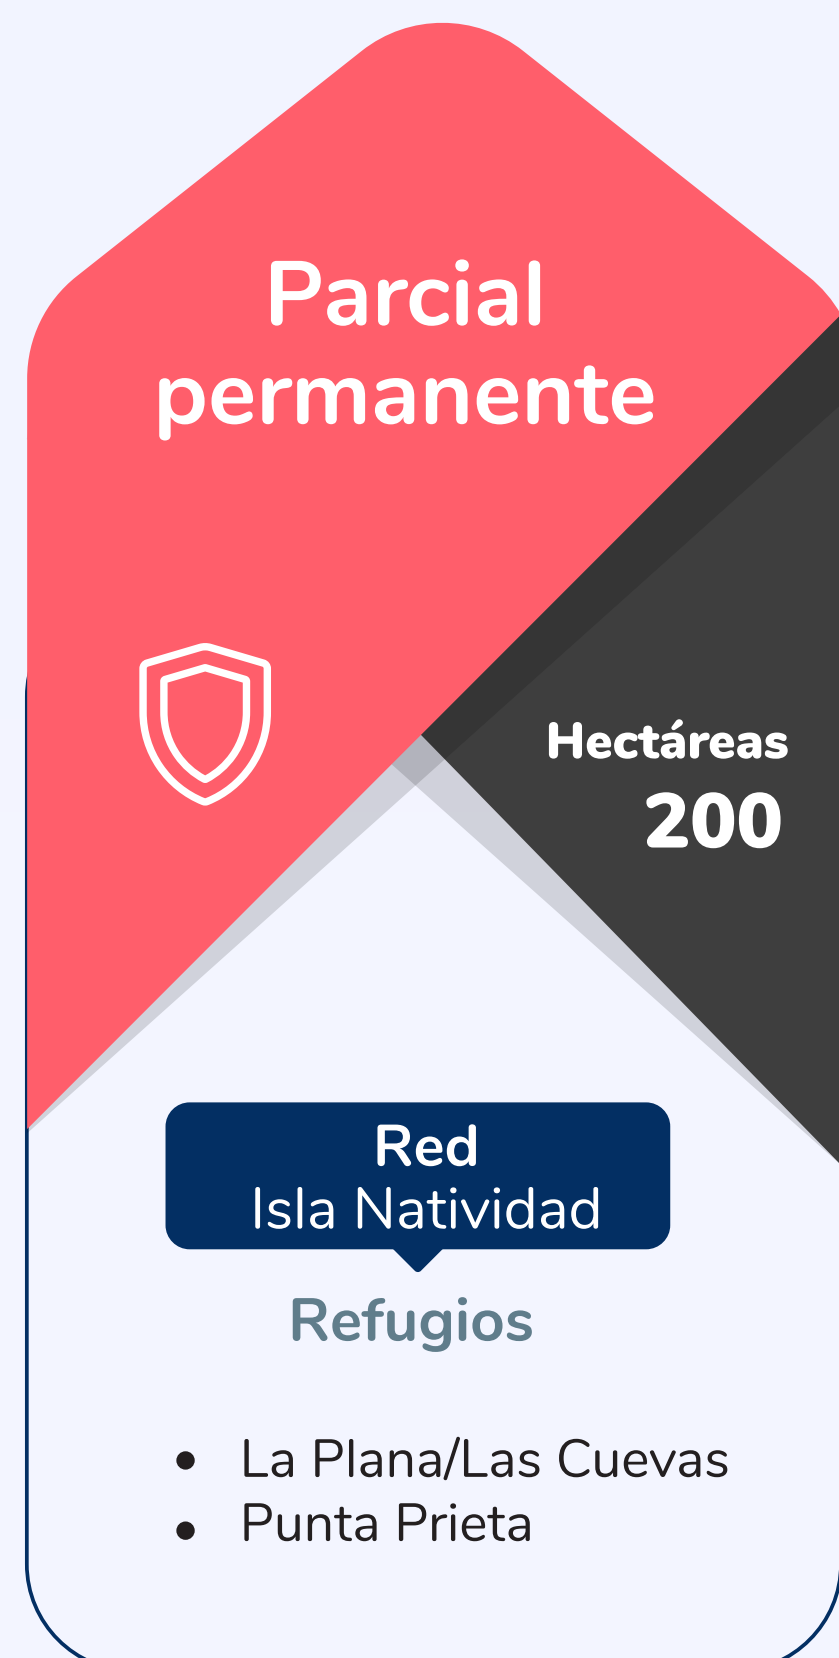 Parcial
permanente
Hectáreas
200
Red
Isla Natividad
Refugios
• La Plana/Las Cuevas
• Punta Prieta